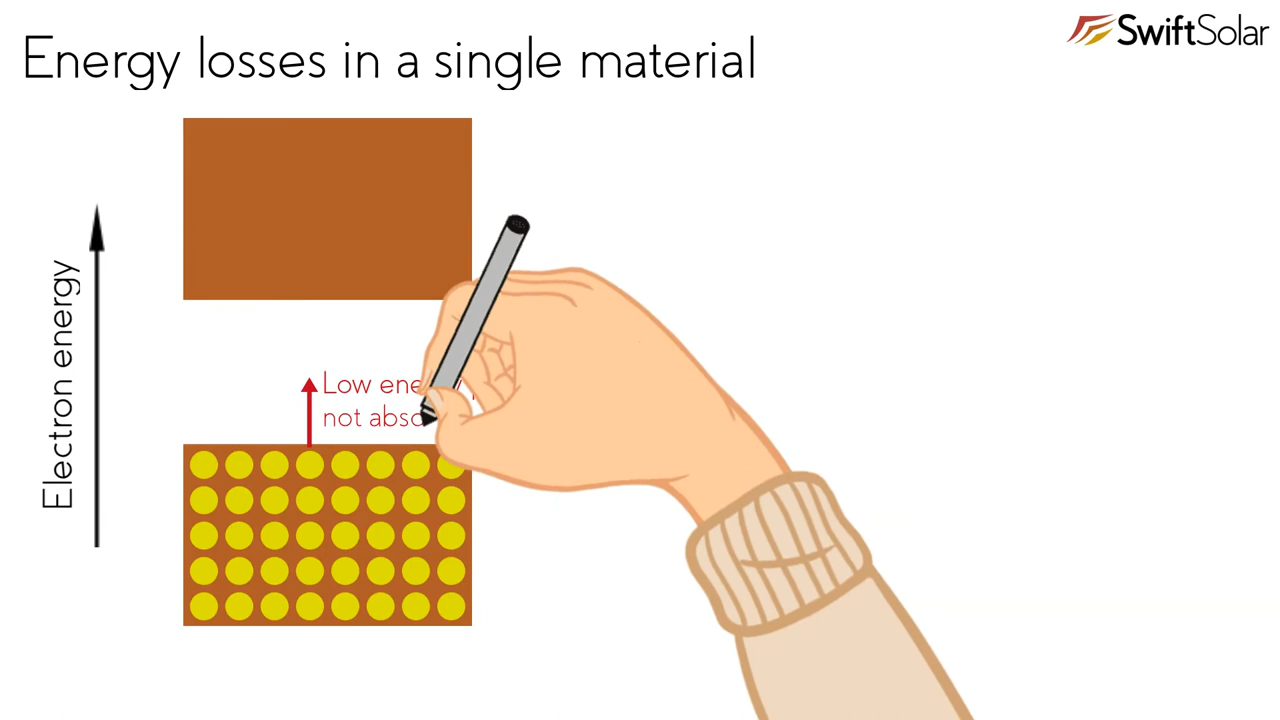 Energy losses in a single material
SwiftSolar
Electron energy
Low ene
not abso